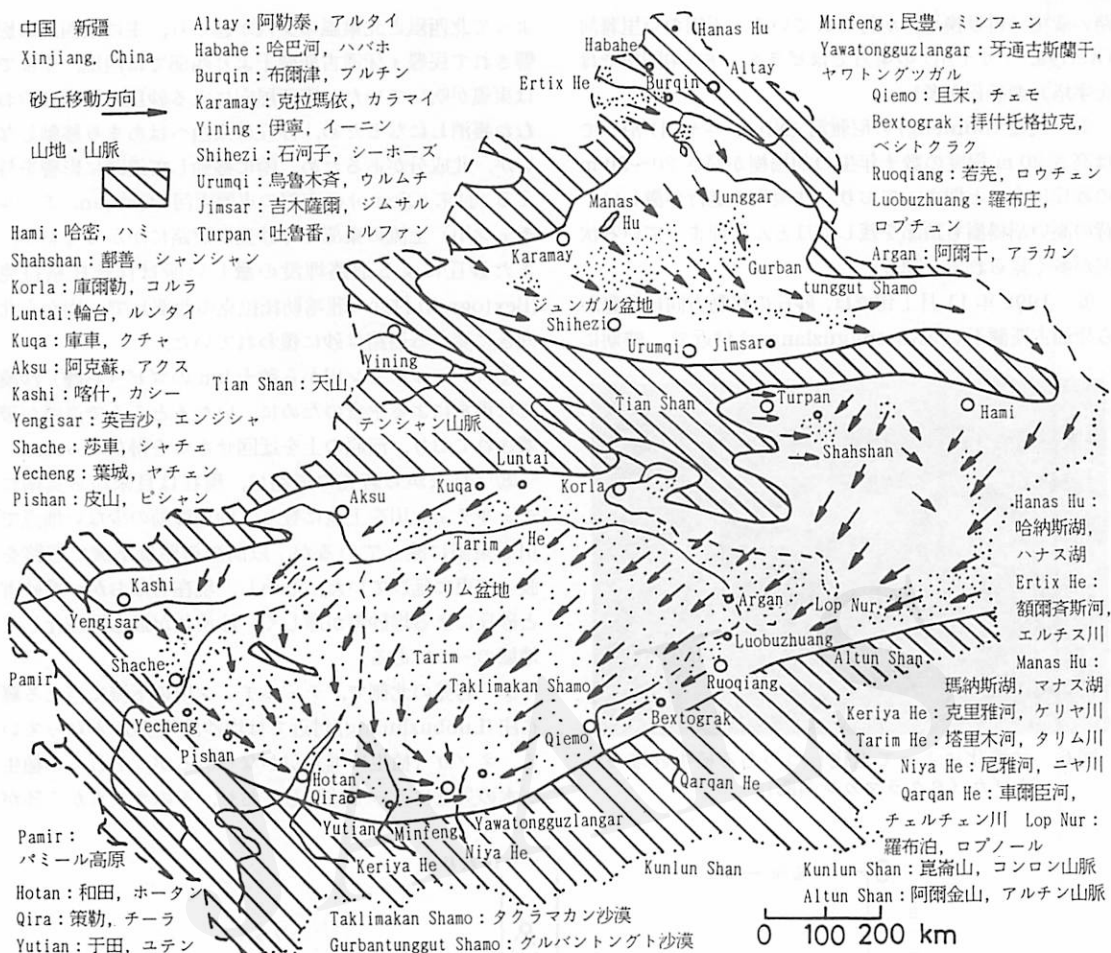 中国 新疆
Xinjiang, China
砂丘移動方向
山地・山脈
Altay：阿勒泰，アルタイ
Habahe：哈巴河，ハバホ
Burqin：布爾津，ブルチン
Karamay：克拉瑪依，カラマイ
Yining：伊寧，イーニン
Shihezi：石河子，シーホーズ
Urumqi：烏魯木斉，ウルムチ
Jimsar：吉木薩爾，ジムサル
Turpan：吐魯番，トルファン
Hami：哈密，ハミ
Shahshan：鄯善，シャンシャン
Korla：庫爾勒，コルラ
Luntai：輪台，ルンタイ
Kuqa：庫車，クチャ
Aksu：阿克蘇，アクス
Kashi：喀什，カシー
Yengisar：英吉沙，エンジシャ
Shache：莎車，ヤーチェ
Yecheng：葉城，ヤチェン
Pishan：皮山，ピシャン
Tian Shan：天山，
テンシャン山脈
Minfeng：民豊，ミンフェン
Yawatongguzlangar：牙通古斯蘭干，
ヤワトングツガル
Qiemo：且末，チェモ
Bextograk：拝什托格拉克，
ベシトクラク
Ruoqiang：若羌，ロウチェン
Luobuzhuang：羅布庄，
ロプチュアン
Argan：阿爾干，アラガン
Hanas Hu
Habahe
Ertix He
Burqin
Altay
Manas
Hu
Junggar
Karamay
Gurban
tunggut Shamo
ジュンガル盆地
Shihezi
Urumqi
Jimsar
Yining
Tian Shan
Turpan
Hami
Shahshan
Luntai
Kuqa
Korla
Aksu
Tarim
He
Kashi
タリム盆地
Yengisar
Argan
Lop Nur
Luobuzhuang
Shache
Tarim
Altun Shan
Pamir
Taklimakan Shamo
Ruoqiang
Yecheng
Bextograk
Qiemo
Pishan
Hotan
Qira
Qarqan He
Yutian
Minfeng
Yawatongguzlangar
Keriya He
Niya He
Kunlun Shan
Hanas Hu：
哈納斯湖，
ハナス湖
Ertix He：
額爾斉斯河，
エルチス川
Manas Hu：
瑪納斯湖，マナス湖
Keriya He：克里雅河，ケリヤ川
Tarim He：塔里木河，タリム川
Niya He：尼雅河，ニヤ川
Qarqan He：車爾臣河，
チェルチェン川 Lop Nur：
羅布泊，ロプノール
Kunlun Shan：崑崙山，コンロン山脈
Altun Shan：阿爾金山，アルチン山脈
Pamir：
パミール高原
Hotan：和田，ホータン
Qira：策勒，チーラ
Yutian：于田，ユテン
Taklimakan Shamo：タクラマカン沙漠
Gurbantunggut Shamo：グルバントングト沙漠
0 100 200 km